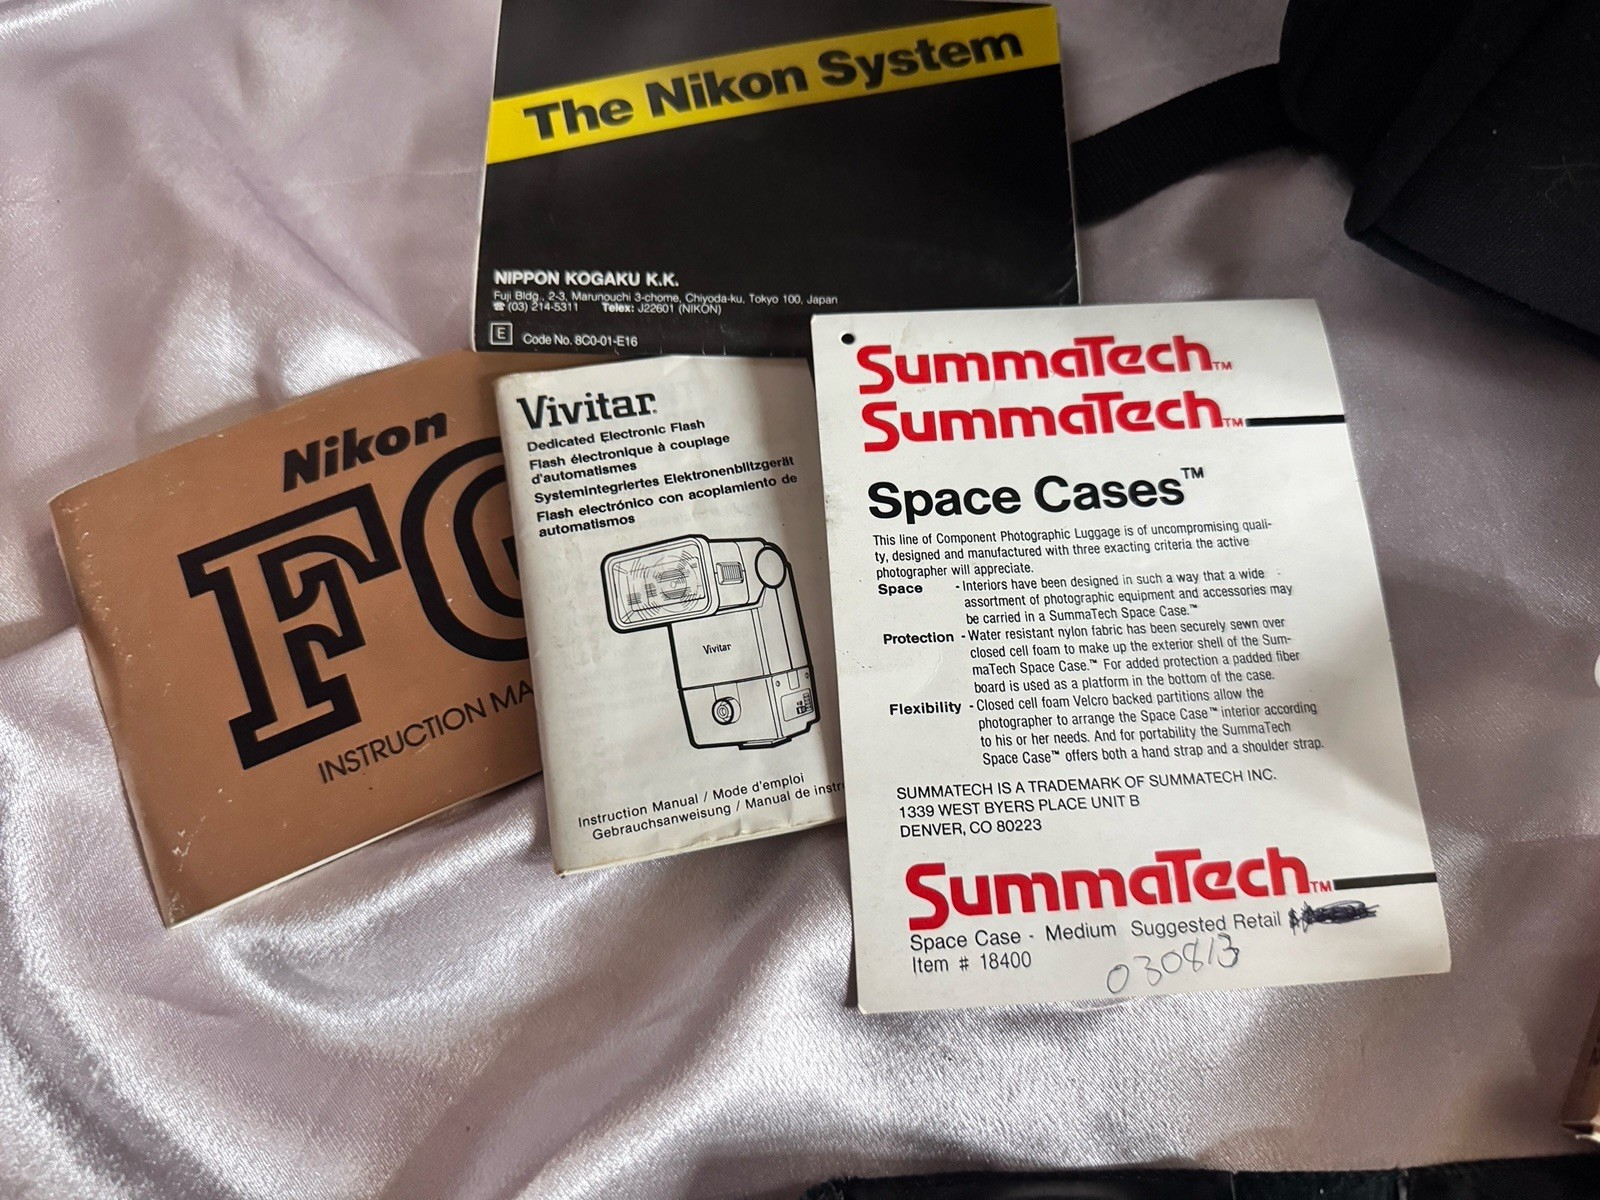 The Nikon System
NIPPON KOGAKU K.K.
Fuji Bldg., 2-3, Marunouchi 3-chome, Chiyoda-ku, Tokyo 100, Japan
☎ (03) 214-5311 Telex: J22601 (NIKON)
E Code No. 8C0-01-E16
Nikon
FG
INSTRUCTION MA
Vivitar.
Dedicated Electronic Flash
Flash électronique à couplage
d'automatismes
Systemintegriertes Elektronenblitzgerät
Flash electrónico con acoplamiento de
automatismos
Vivitar
Instruction Manual / Mode d'emploi
Gebrauchsanweisung / Manual de instr
SummaTech™
SummaTech™
Space Cases™
This line of Component Photographic Luggage is of uncompromising quali-
ty, designed and manufactured with three exacting criteria the active
photographer will appreciate.
Space - Interiors have been designed in such a way that a wide
assortment of photographic equipment and accessories may
be carried in a SummaTech Space Case.™
Protection - Water resistant nylon fabric has been securely sewn over
closed cell foam to make up the exterior shell of the Sum-
maTech Space Case.™ For added protection a padded fiber
board is used as a platform in the bottom of the case.
Flexibility - Closed cell foam Velcro backed partitions allow the
photographer to arrange the Space Case™ interior according
to his or her needs. And for portability the SummaTech
Space Case™ offers both a hand strap and a shoulder strap.
SUMMATECH IS A TRADEMARK OF SUMMATECH INC.
1339 WEST BYERS PLACE UNIT B
DENVER, CO 80223
SummaTech™
Space Case - Medium Suggested Retail
Item # 18400
030813